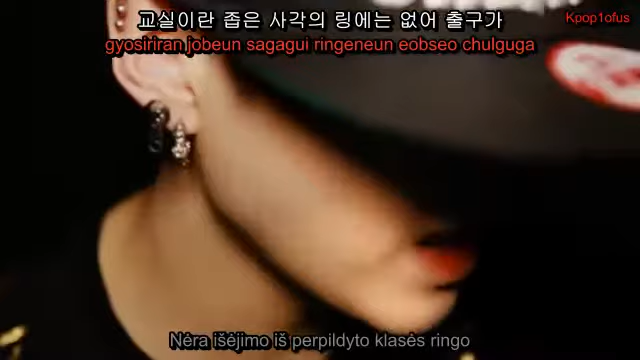 교실이란 좁은 사각의 링에는 없어 출구가
Kpop1ofus
gyosiriran jobeun sagagui ringeneun eobseo chulguga
Nėra išėjimo iš perpildyto klasės ringo